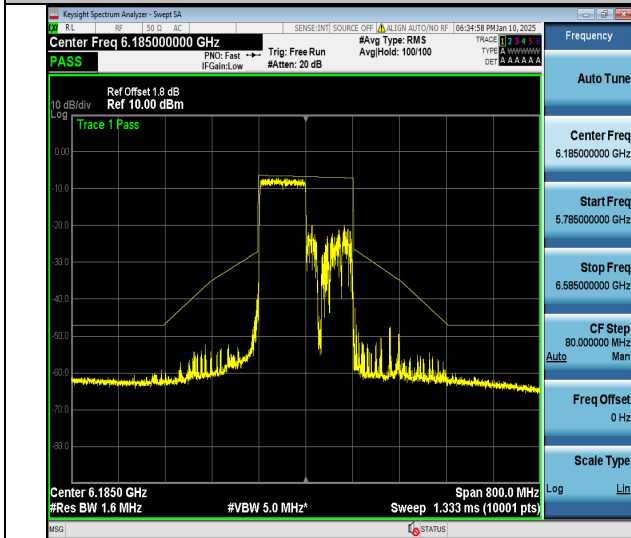 Keysight Spectrum Analyzer - Swept SA
RL RF 50 Ω AC SENSE:INT SOURCE OFF ALIGN AUTO/NO RF 06:34:58 PM Jan 10, 2025
Center Freq 6.185000000 GHz #Avg Type: RMS TRACE 1 2 3 4 5 6
PNO: Fast Trig: Free Run Avg|Hold: 100/100 TYPE A WWWWW
PASS IFGain:Low #Atten: 20 dB DET A A A A A A
Ref Offset 1.8 dB
10 dB/div Ref 10.00 dBm
Log
Trace 1 Pass
0.00
-10.0
-20.0
-30.0
-40.0
-50.0
-60.0
-70.0
-80.0
Center 6.1850 GHz Span 800.0 MHz
#Res BW 1.6 MHz #VBW 5.0 MHz* Sweep 1.333 ms (10001 pts)
MSG STATUS
Frequency
Auto Tune
Center Freq
6.185000000 GHz
Start Freq
5.785000000 GHz
Stop Freq
6.585000000 GHz
CF Step
80.000000 MHz
Auto Man
Freq Offset
0 Hz
Scale Type
Log Lin